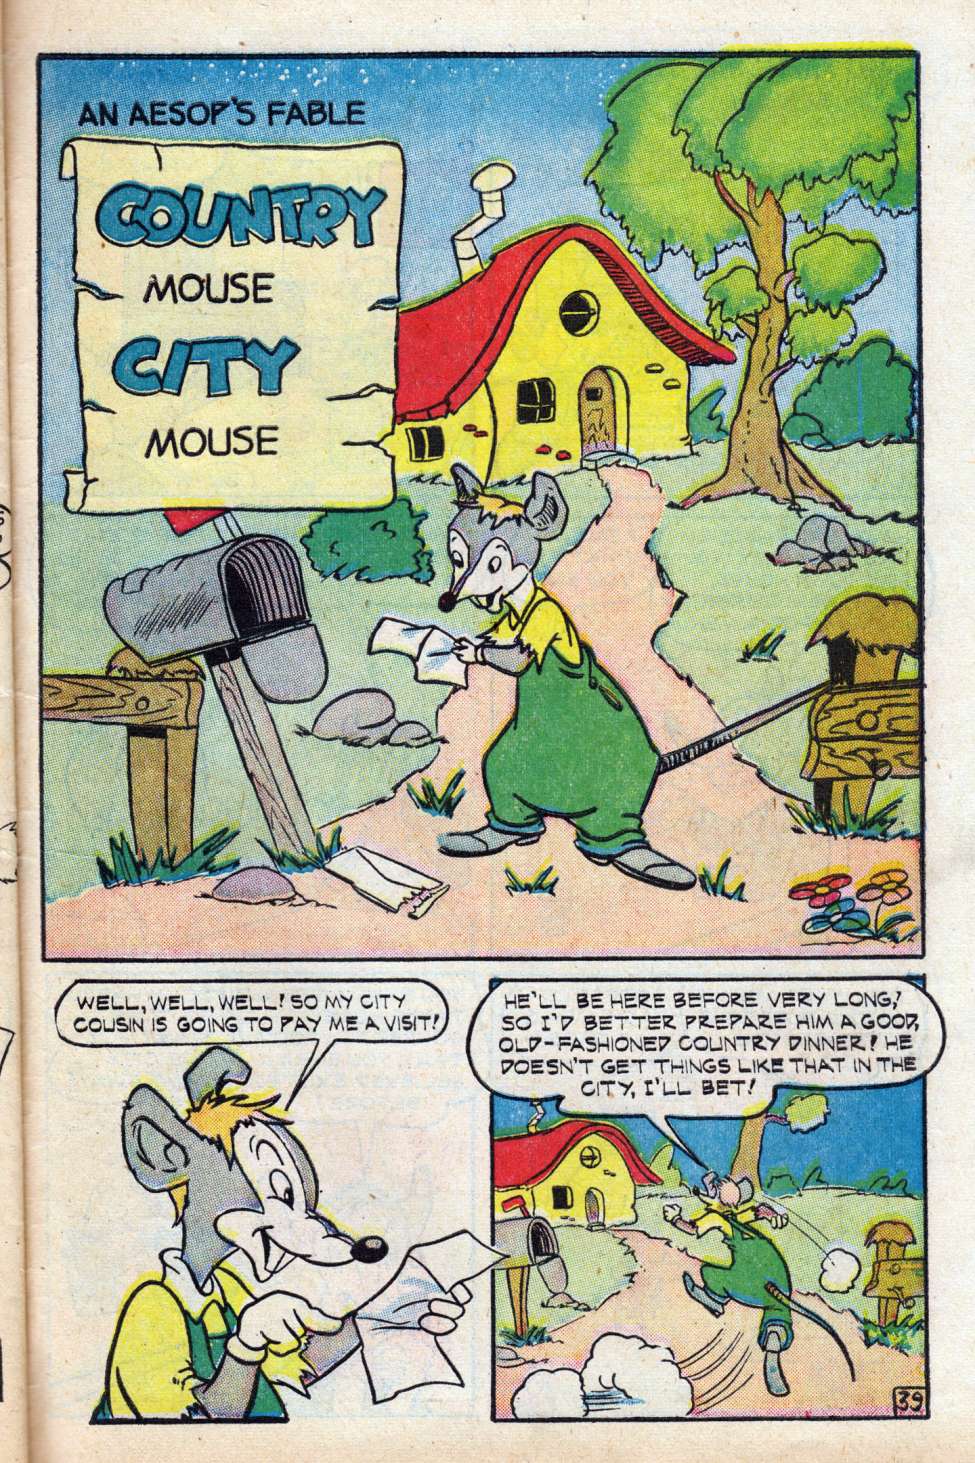 AN AESOP'S FABLE
COUNTRY
MOUSE
CITY
MOUSE
WELL, WELL, WELL! SO MY CITY
COUSIN IS GOING TO PAY ME A VISIT!
HE'LL BE HERE BEFORE VERY LONG,
SO I'D BETTER PREPARE HIM A GOOD,
OLD-FASHIONED COUNTRY DINNER! HE
DOESN'T GET THINGS LIKE THAT IN THE
CITY, I'LL BET!
39